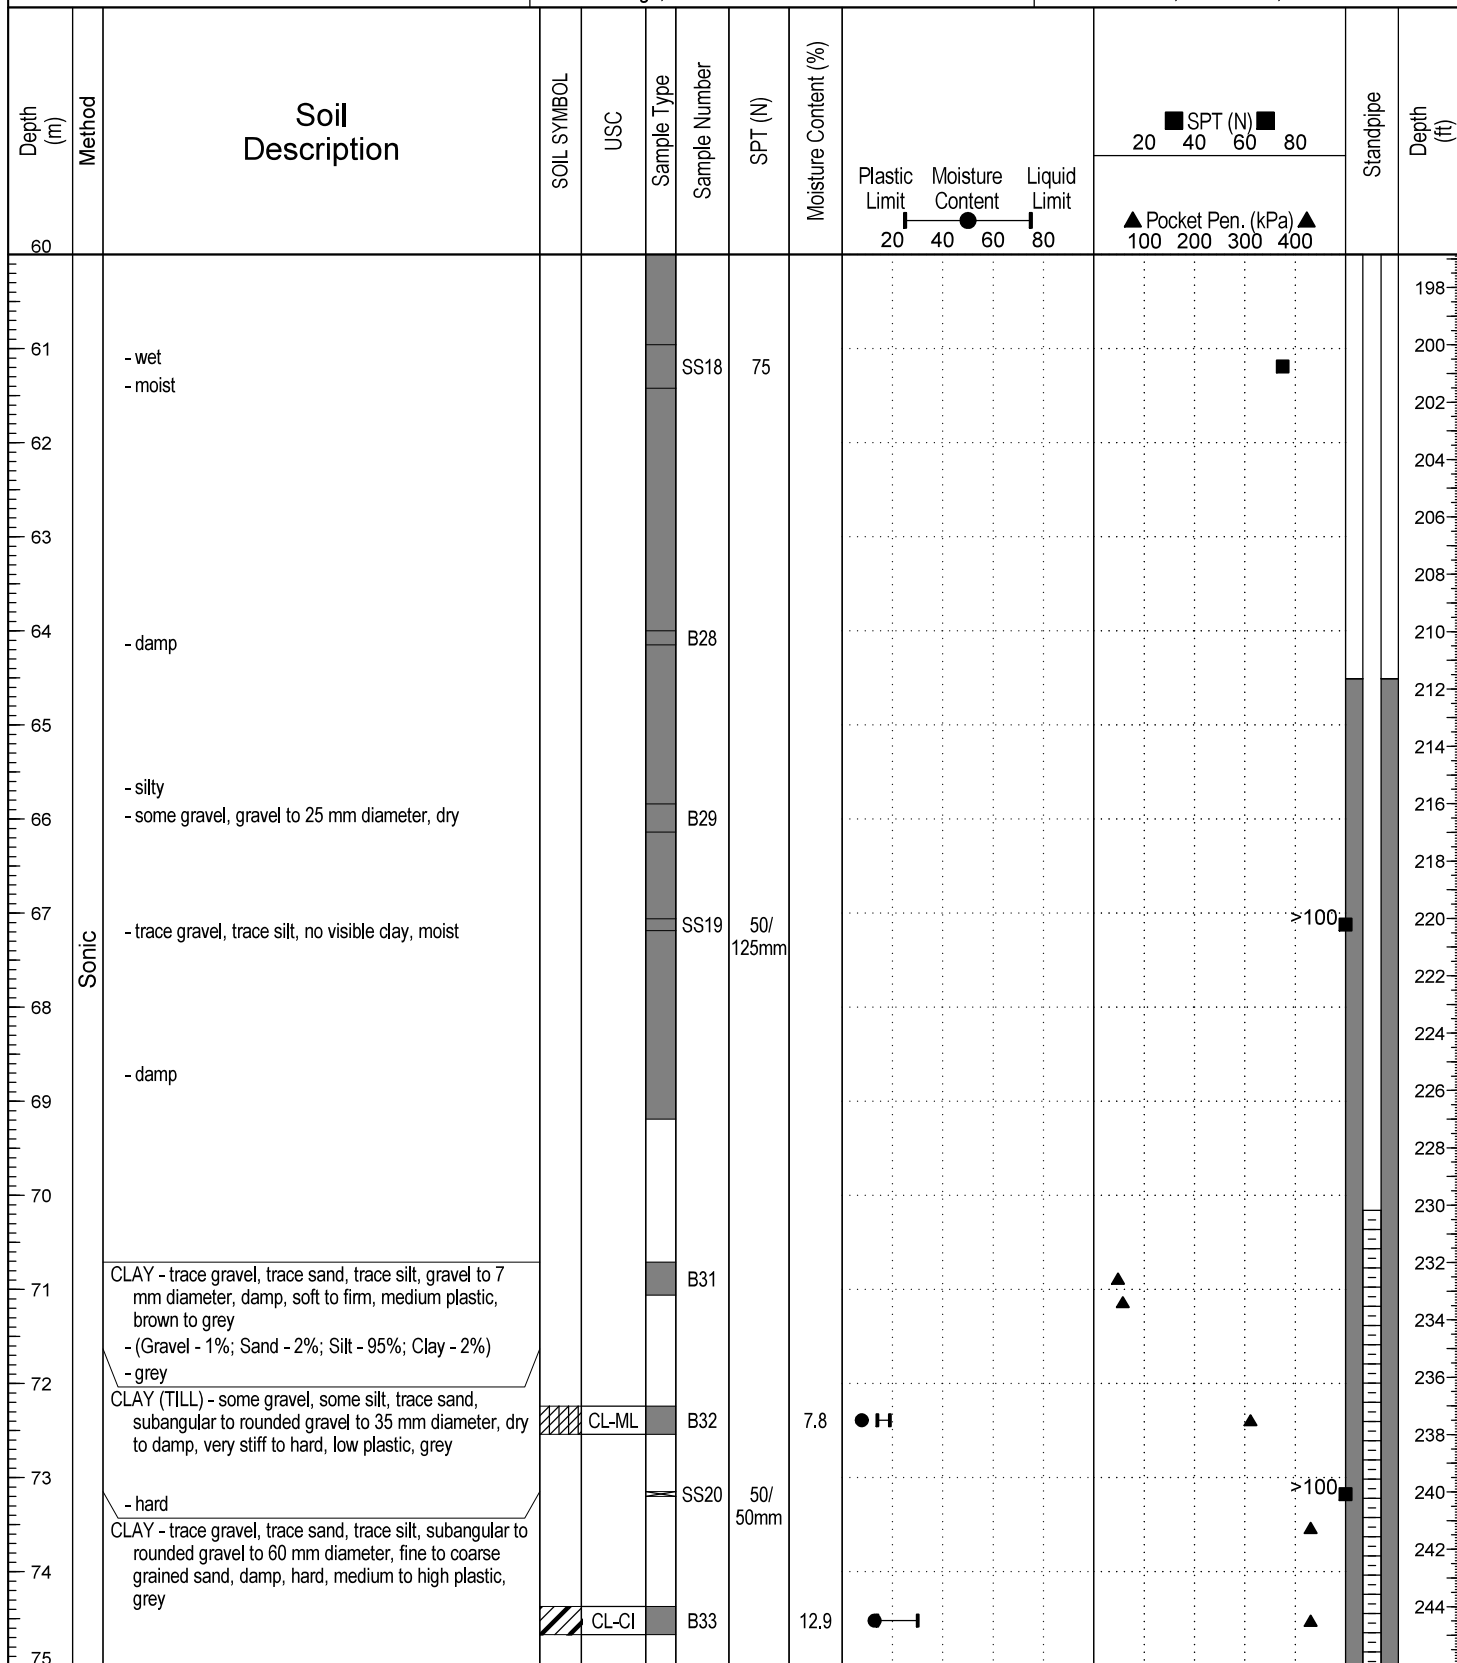 Depth
(m)
Method
Soil
Description
SOIL SYMBOL
USC
Sample Type
Sample Number
SPT (N)
Moisture Content (%)
Plastic Moisture Liquid
Limit Content Limit
20 40 60 80
SPT (N)
20 40 60 80
Pocket Pen. (kPa)
100 200 300 400
Standpipe
Depth
(ft)
60
198
200
61
- wet
SS18 75
- moist
202
62
204
206
63
208
64
210
- damp
B28
212
65
214
- silty
216
66
- some gravel, gravel to 25 mm diameter, dry
B29
218
67
>100
220
- trace gravel, trace silt, no visible clay, moist
SS19 50/
125mm
Sonic
222
68
224
- damp
69
226
228
70
230
232
CLAY - trace gravel, trace sand, trace silt, gravel to 7
71
mm diameter, damp, soft to firm, medium plastic,
brown to grey
B31
234
- (Gravel - 1%; Sand - 2%; Silt - 95%; Clay - 2%)
- grey
72
236
CLAY (TILL) - some gravel, some silt, trace sand,
subangular to rounded gravel to 35 mm diameter, dry
to damp, very stiff to hard, low plastic, grey
CL-ML B32 7.8
238
73
>100
240
- hard
SS20 50/
50mm
CLAY - trace gravel, trace sand, trace silt, subangular to
rounded gravel to 60 mm diameter, fine to coarse
grained sand, damp, hard, medium to high plastic,
grey
242
74
CL-CI B33 12.9
244
75